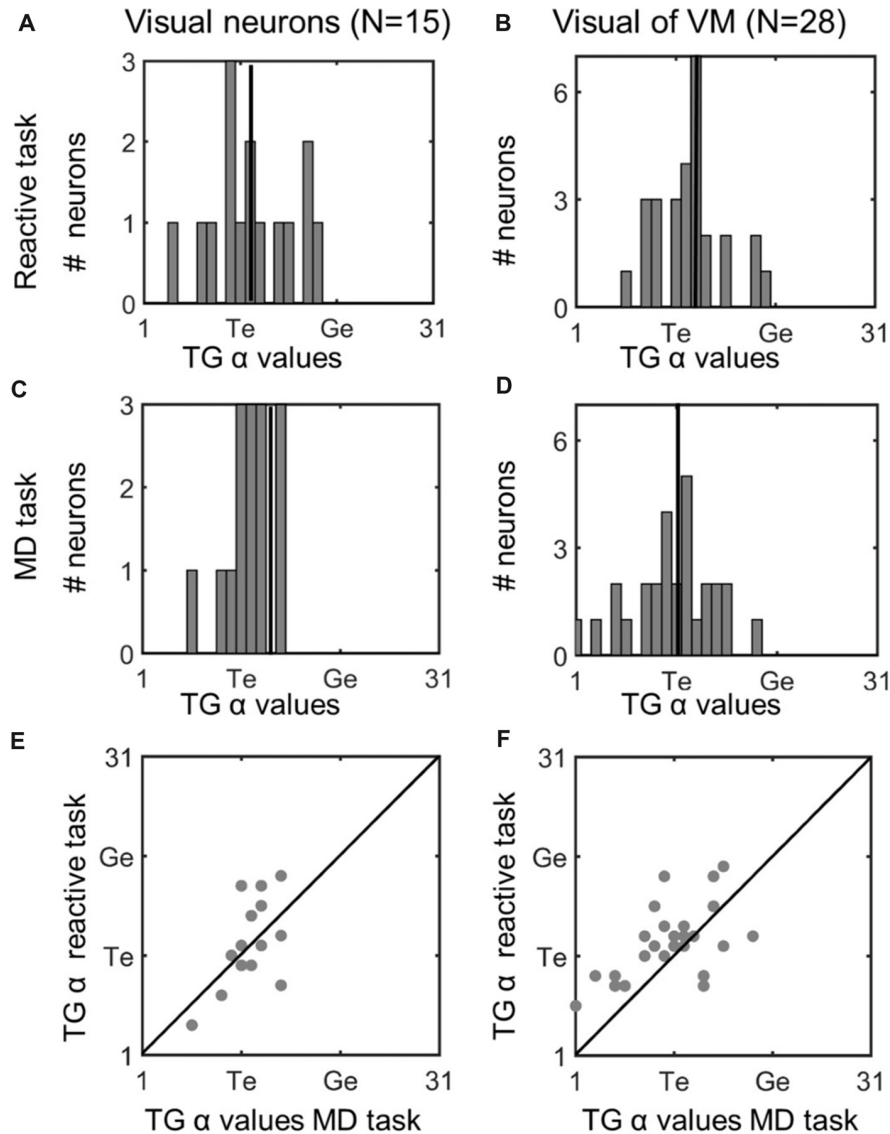 A Visual neurons (N=15)
B Visual of VM (N=28)
Reactive task
# neurons
3
2
1
0
1 Te Ge 31
TG α values
# neurons
6
3
0
1 Te Ge 31
TG α values
C
MD task
# neurons
3
2
1
0
1 Te Ge 31
TG α values
D
# neurons
6
3
0
1 Te Ge 31
TG α values
E
TG α reactive task
31
Ge
Te
1
1 Te Ge 31
TG α values MD task
F
TG α reactive task
31
Ge
Te
1
1 Te Ge 31
TG α values MD task